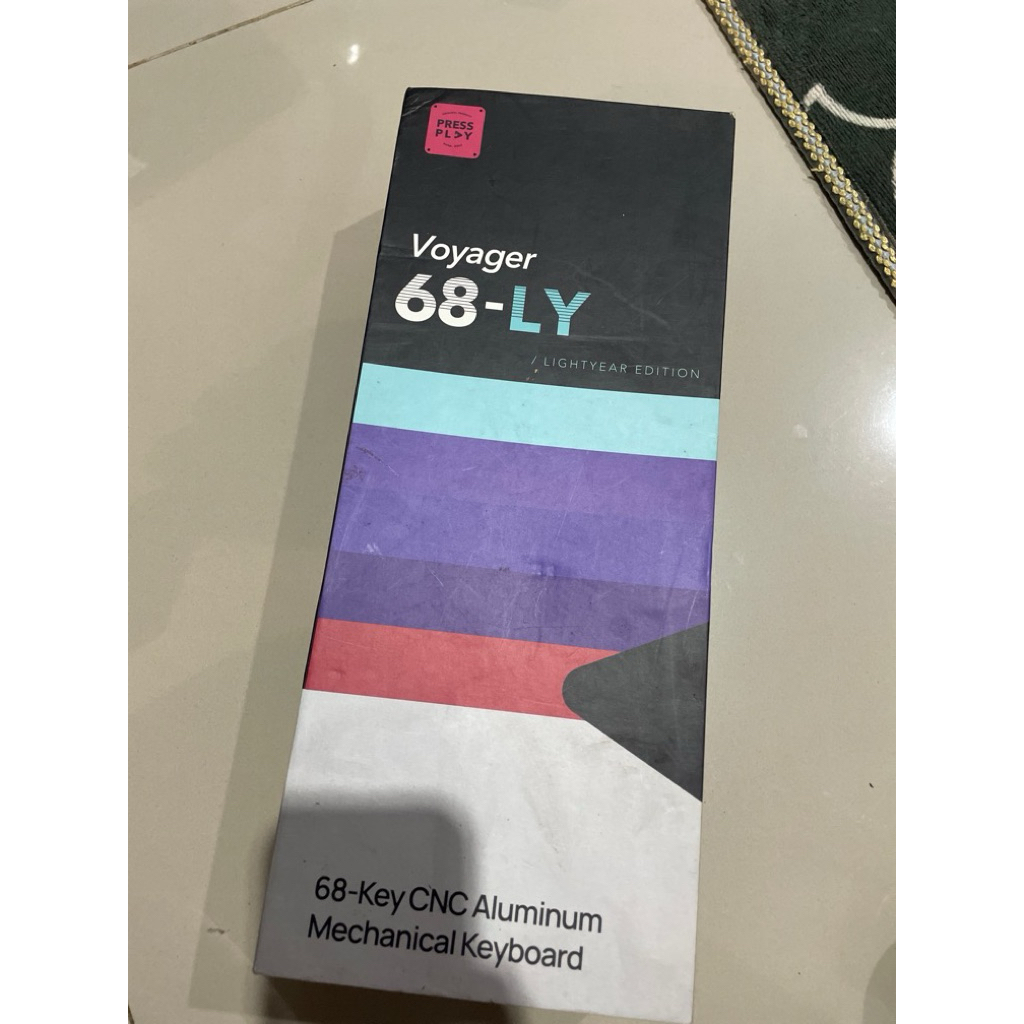 PRESS
PLAY
Voyager
68-LY
/ LIGHTYEAR EDITION
68-Key CNC Aluminum
Mechanical Keyboard